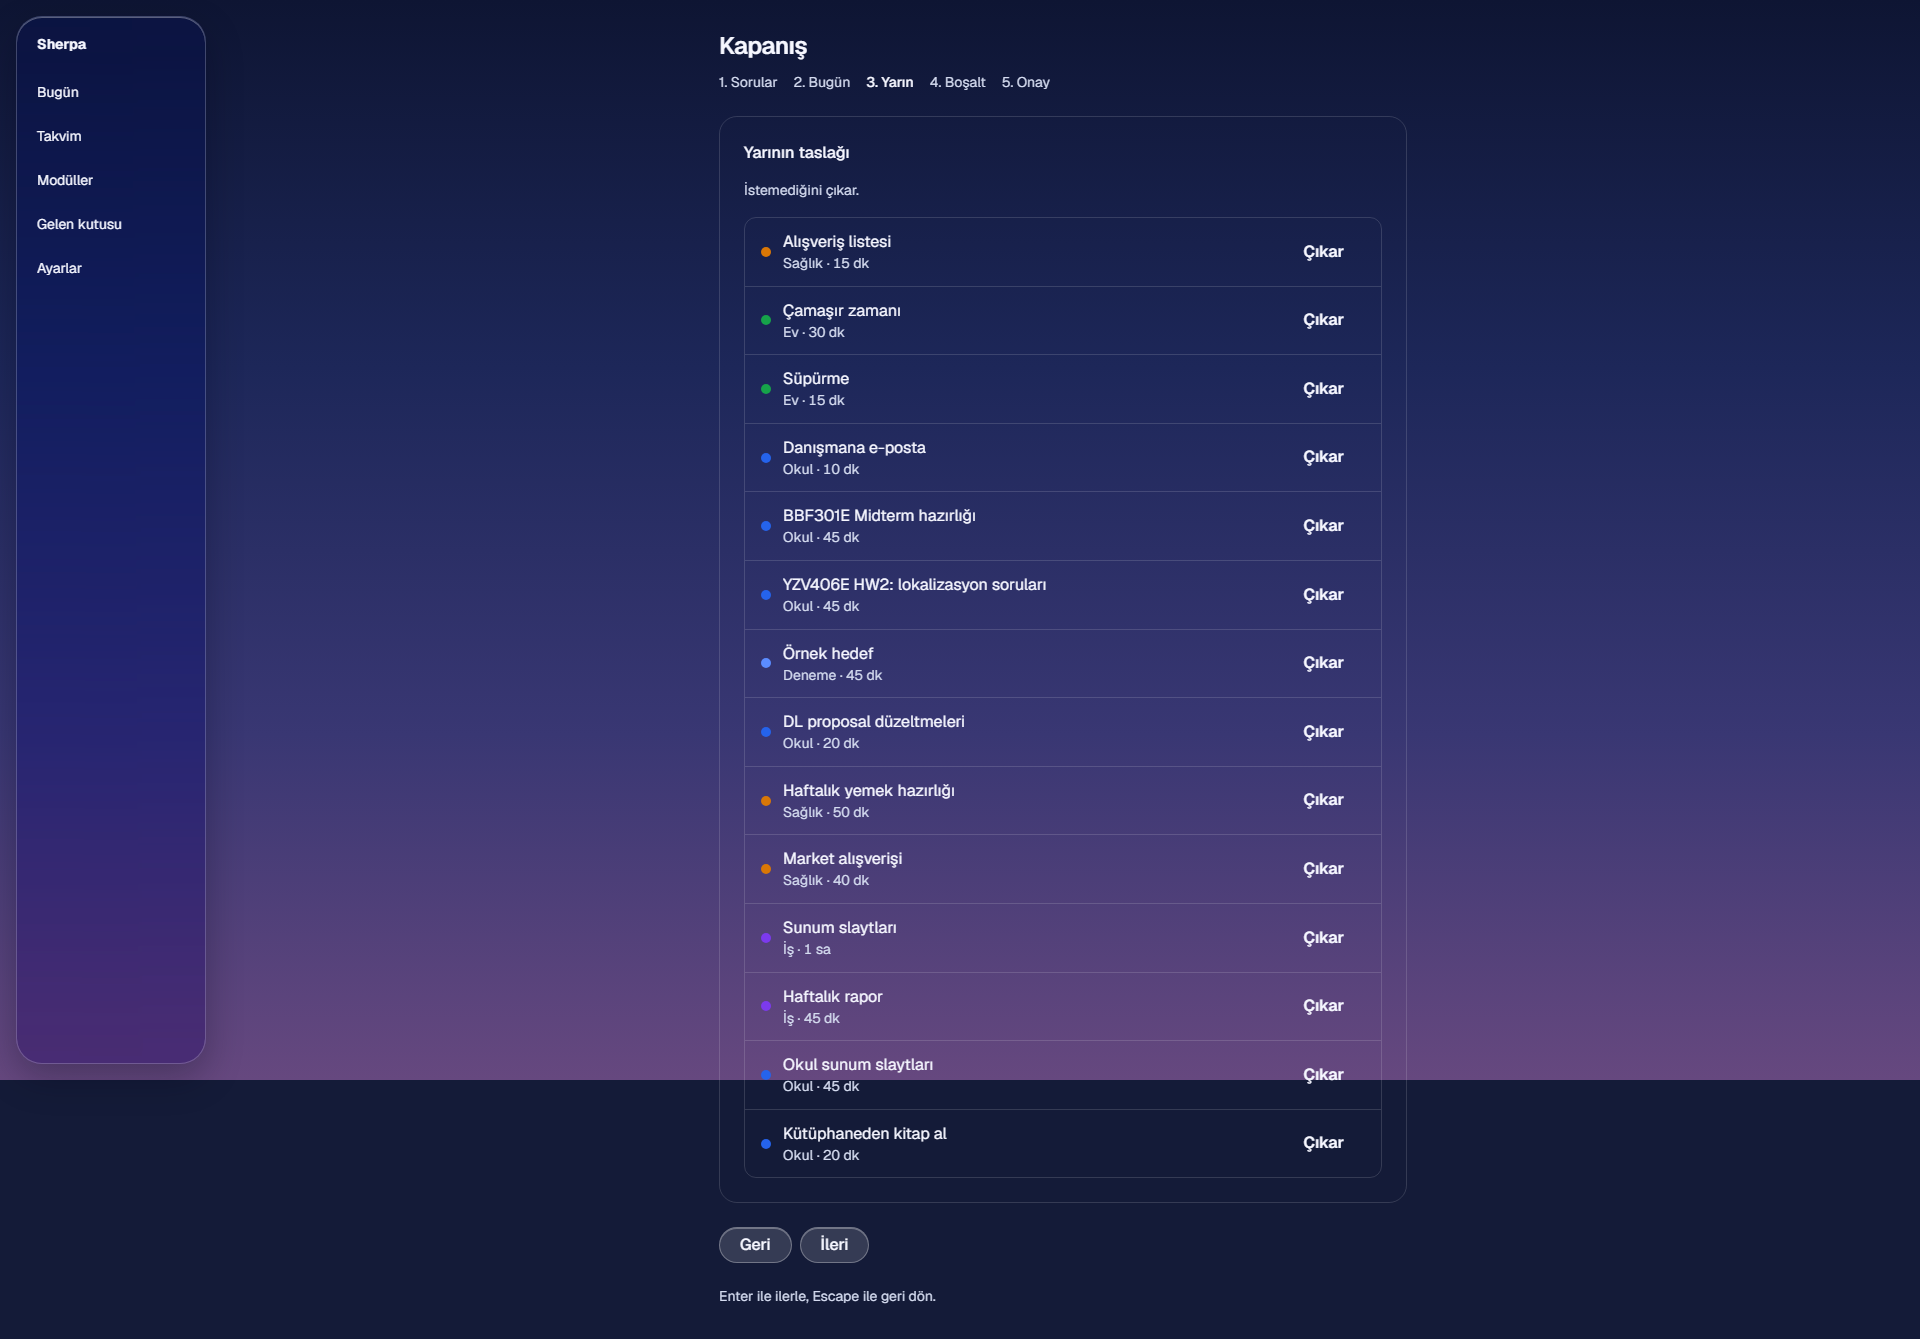 Sherpa
Bugün
Takvim
Modüller
Gelen kutusu
Ayarlar
Kapanış
1. Sorular 2. Bugün 3. Yarın 4. Boşalt 5. Onay
Yarının taslağı
İstemediğini çıkar.
Alışveriş listesi
Sağlık · 15 dk
Çıkar
Çamaşır zamanı
Ev · 30 dk
Çıkar
Süpürme
Ev · 15 dk
Çıkar
Danışmana e-posta
Okul · 10 dk
Çıkar
BBF301E Midterm hazırlığı
Okul · 45 dk
Çıkar
YZV406E HW2: lokalizasyon soruları
Okul · 45 dk
Çıkar
Örnek hedef
Deneme · 45 dk
Çıkar
DL proposal düzeltmeleri
Okul · 20 dk
Çıkar
Haftalık yemek hazırlığı
Sağlık · 50 dk
Çıkar
Market alışverişi
Sağlık · 40 dk
Çıkar
Sunum slaytları
İş · 1 sa
Çıkar
Haftalık rapor
İş · 45 dk
Çıkar
Okul sunum slaytları
Okul · 45 dk
Çıkar
Kütüphaneden kitap al
Okul · 20 dk
Çıkar
Geri İleri
Enter ile ilerle, Escape ile geri dön.